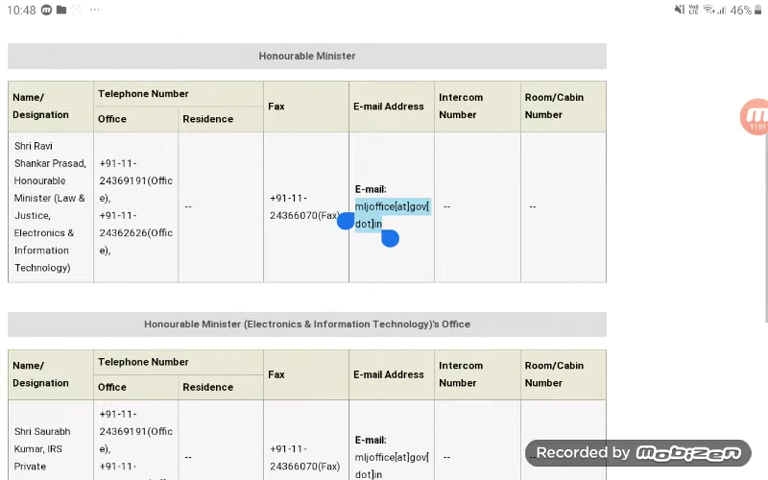 10:48
46%
Honourable Minister
Name/
Designation
Telephone Number
Office
Residence
Fax
E-mail Address
Intercom
Number
Room/Cabin
Number
Shri Ravi
Shankar Prasad,
Honourable
Minister (Law &
Justice,
Electronics &
Information
Technology)
+91-11-
24369191(Offic
e),
+91-11-
24362626(Offic
e),
--
+91-11-
24366070(Fax)
E-mail:
mljoffice[at]gov[
dot]in
--
--
11:01
Honourable Minister (Electronics & Information Technology)'s Office
Name/
Designation
Telephone Number
Office
Residence
Fax
E-mail Address
Intercom
Number
Room/Cabin
Number
Shri Saurabh
Kumar, IRS
Private
+91-11-
24369191(Offic
e),
+91-11-
--
+91-11-
24366070(Fax)
E-mail:
mljoffice[at]gov[
dot]in
--
--
Recorded by mobizen